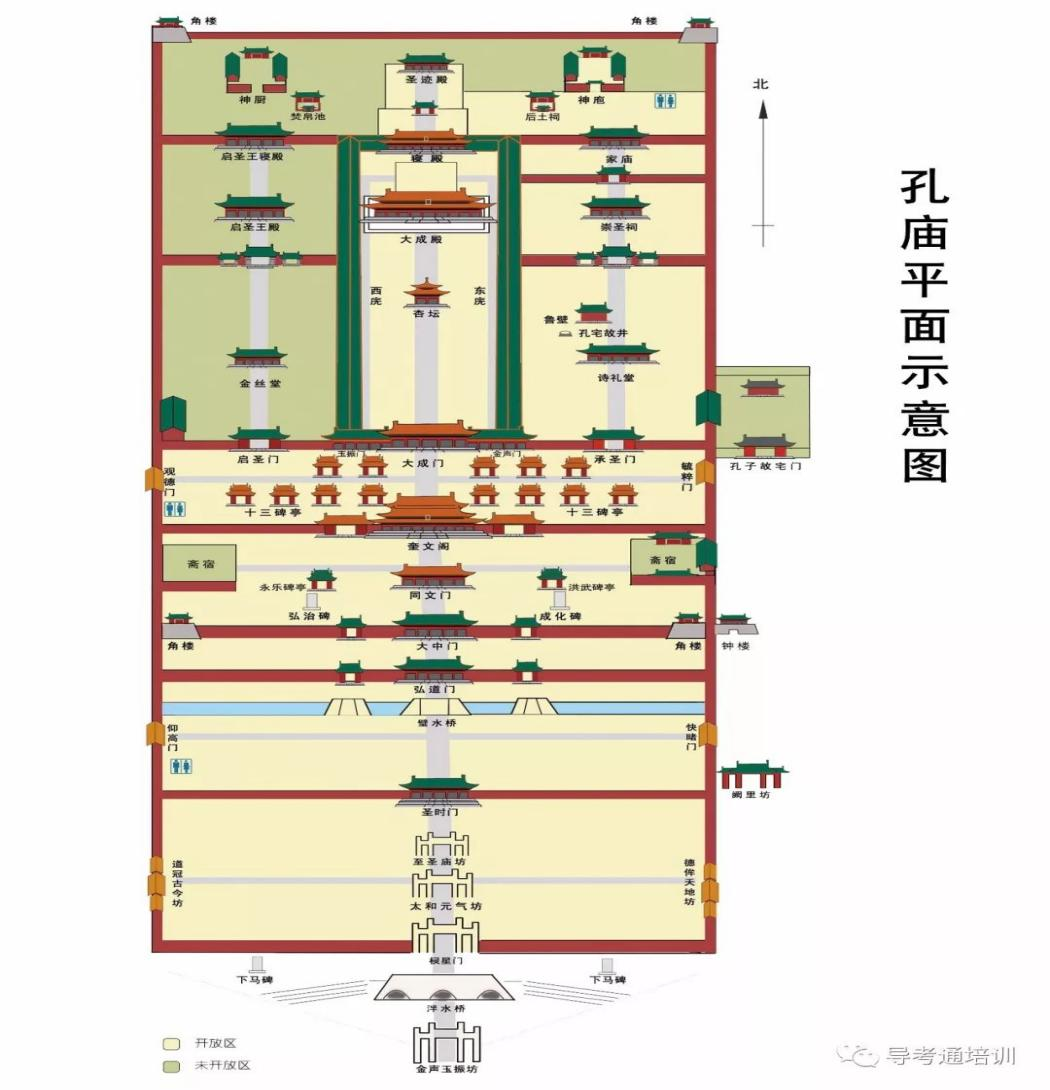 角楼
角楼
孔庙平面示意图
北
圣迹殿
神厨
神庖
焚帛池
后土祠
启圣王寝殿
寝殿
家庙
启圣王殿
大成殿
崇圣祠
西庑
东庑
杏坛
鲁壁
孔宅故井
金丝堂
诗礼堂
启圣门
玉振门
大成门
金声门
承圣门
孔子故宅门
观德门
毓粹门
十三碑亭
十三碑亭
奎文阁
斋宿
斋宿
永乐碑亭
同文门
洪武碑亭
弘治碑
成化碑
角楼
大中门
角楼
钟楼
弘道门
璧水桥
仰高门
快睹门
阙里坊
圣时门
至圣庙坊
道冠古今坊
德侔天地坊
太和元气坊
棂星门
下马碑
下马碑
泮水桥
金声玉振坊
开放区
未开放区
导考通培训